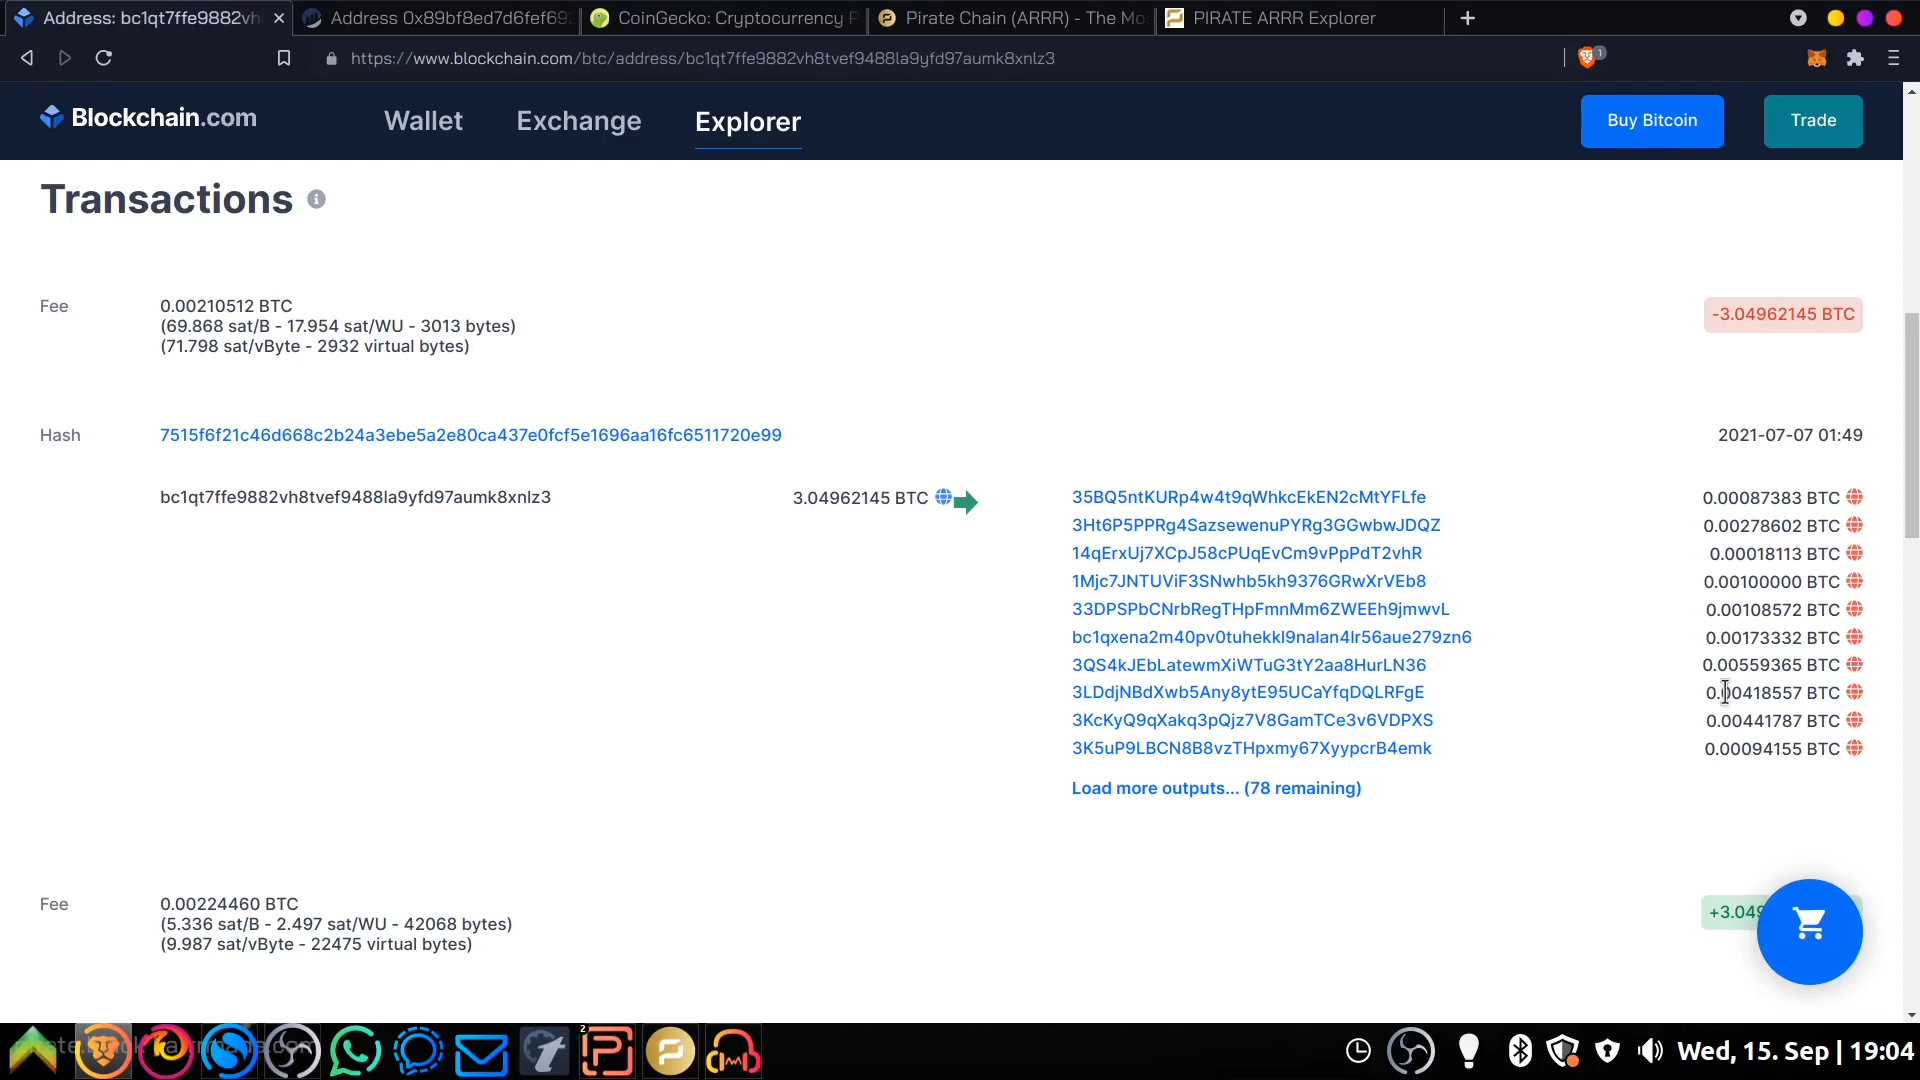 Address: bc1qt7ffe9882vh
Address 0x89bf8ed7d6fef69
CoinGecko: Cryptocurrency P
Pirate Chain (ARRR) - The Mo
PIRATE ARRR Explorer
https://www.blockchain.com/btc/address/bc1qt7ffe9882vh8tvef9488la9yfd97aumk8xnlz3
1
Blockchain.com
Wallet
Exchange
Explorer
Buy Bitcoin
Trade
Transactions
Fee
0.00210512 BTC
(69.868 sat/B - 17.954 sat/WU - 3013 bytes)
(71.798 sat/vByte - 2932 virtual bytes)
-3.04962145 BTC
Hash
7515f6f21c46d668c2b24a3ebe5a2e80ca437e0fcf5e1696aa16fc6511720e99
2021-07-07 01:49
bc1qt7ffe9882vh8tvef9488la9yfd97aumk8xnlz3
3.04962145 BTC
35BQ5ntKURp4w4t9qWhkcEkEN2cMtYFLfe 0.00087383 BTC
3Ht6P5PPRg4SazsewenuPYRg3GGwbwJDQZ 0.00278602 BTC
14qErxUj7XCpJ58cPUqEvCm9vPpPdT2vhR 0.00018113 BTC
1Mjc7JNTUViF3SNwhb5kh9376GRwXrVEb8 0.00100000 BTC
33DPSPbCNrbRegTHpFmnMm6ZWEEh9jmwvL 0.00108572 BTC
bc1qxena2m40pv0tuhekkl9nalan4lr56aue279zn6 0.00173332 BTC
3QS4kJEbLatewmXiWTuG3tY2aa8HurLN36 0.00559365 BTC
3LDdjNBdXwb5Any8ytE95UCaYfqDQLRFgE 0.00418557 BTC
3KcKyQ9qXakq3pQjz7V8GamTCe3v6VDPXS 0.00441787 BTC
3K5uP9LBCN8B8vzTHpxmy67XyypcrB4emk 0.00094155 BTC
Load more outputs... (78 remaining)
Fee
0.00224460 BTC
(5.336 sat/B - 2.497 sat/WU - 42068 bytes)
(9.987 sat/vByte - 22475 virtual bytes)
+3.049
2
Wed, 15. Sep | 19:04